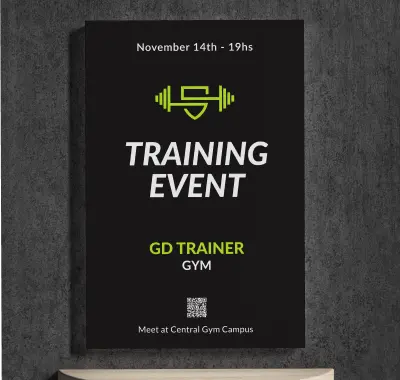 November 14th - 19hs
TRAINING
EVENT
GD TRAINER
GYM
Meet at Central Gym Campus